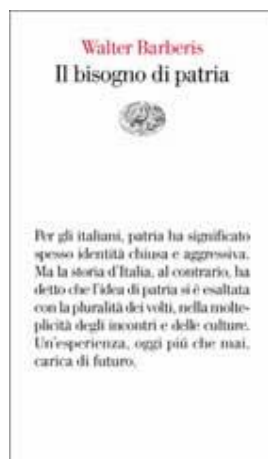 Walter Barberis
Il bisogno di patria
Per gli italiani, patria ha significato
spesso identità chiusa e aggressiva.
Ma la storia d'Italia, al contrario, ha
detto che l'idea di patria si è esaltata
con la pluralità dei volti, nella molte-
plicità degli incontri e delle culture.
Un'esperienza, oggi piú che mai,
carica di futuro.